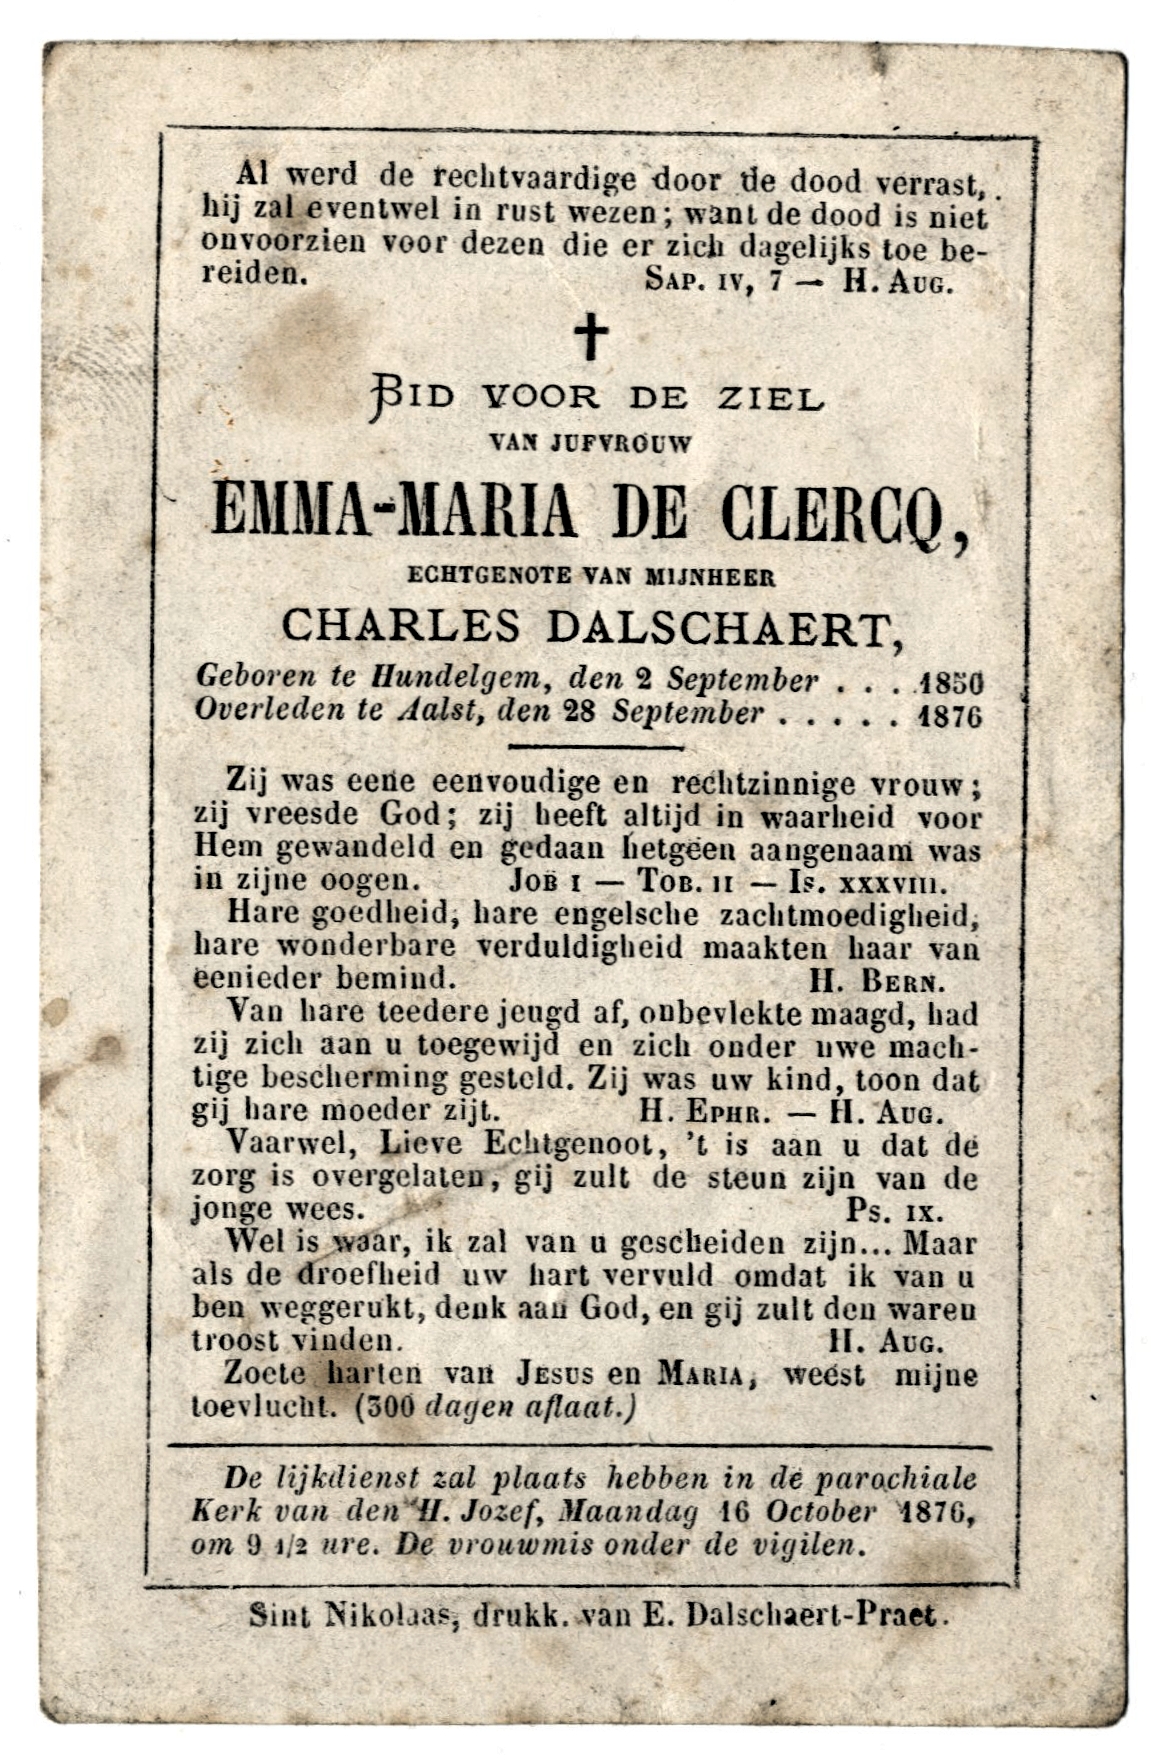 Al werd de rechtvaardige door de dood verrast,
hij zal eventwel in rust wezen; want de dood is niet
onvoorzien voor dezen die er zich dagelijks toe be-
reiden. SAP. IV, 7 — H. AUG.
✝
BID VOOR DE ZIEL
VAN JUFVROUW
EMMA-MARIA DE CLERCQ,
ECHTGENOTE VAN MIJNHEER
CHARLES DALSCHAERT,
Geboren te Hundelgem, den 2 September . . . 1850
Overleden te Aalst, den 28 September . . . . . 1876
Zij was eene eenvoudige en rechtzinnige vrouw;
zij vreesde God; zij heeft altijd in waarheid voor
Hem gewandeld en gedaan hetgeen aangenaam was
in zijne oogen. JOB I — TOB. II — IS. XXXVIII.
Hare goedheid, hare engelsche zachtmoedigheid,
hare wonderbare verduldigheid maakten haar van
eenieder bemind. H. BERN.
Van hare teedere jeugd af, onbevlekte maagd, had
zij zich aan u toegewijd en zich onder uwe mach-
tige bescherming gesteld. Zij was uw kind, toon dat
gij hare moeder zijt. H. EPHR. — H. AUG.
Vaarwel, Lieve Echtgenoot, 't is aan u dat de
zorg is overgelaten, gij zult de steun zijn van de
jonge wees. PS. IX.
Wel is waar, ik zal van u gescheiden zijn... Maar
als de droefheid uw hart vervuld omdat ik van u
ben weggerukt, denk aan God, en gij zult den waren
troost vinden. H. AUG.
Zoete harten van JESUS en MARIA, weest mijne
toevlucht. (300 dagen aflaat.)
De lijkdienst zal plaats hebben in de parochiale
Kerk van den H. Jozef, Maandag 16 October 1876,
om 9 1/2 ure. De vrouwmis onder de vigilen.
Sint Nikolaas, drukk. van E. Dalschaert-Praet.